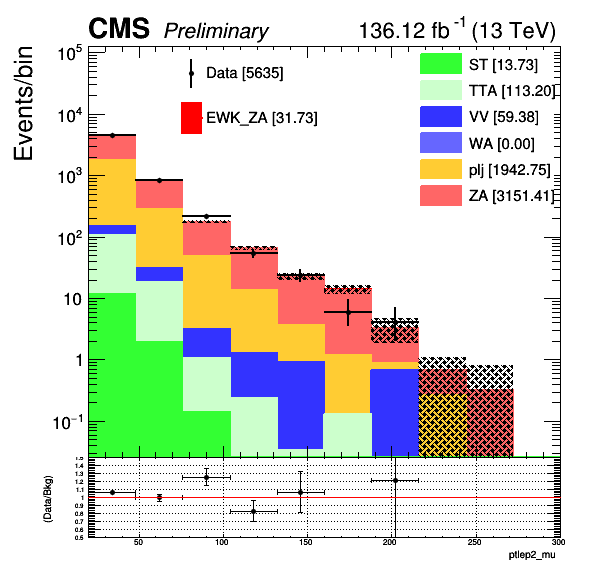 CMS Preliminary 136.12 fb⁻¹ (13 TeV)
Events/bin
10⁵
10⁴
10³
10²
10
1
10⁻¹
Data [5635]
EWK_ZA [31.73]
ST [13.73]
TTA [113.20]
VV [59.38]
WA [0.00]
plj [1942.75]
ZA [3151.41]
(Data/Bkg)
1.5
1.4
1.3
1.2
1.1
1
0.9
0.8
0.7
0.6
0.5
50 100 150 200 250 300
ptlep2_mu